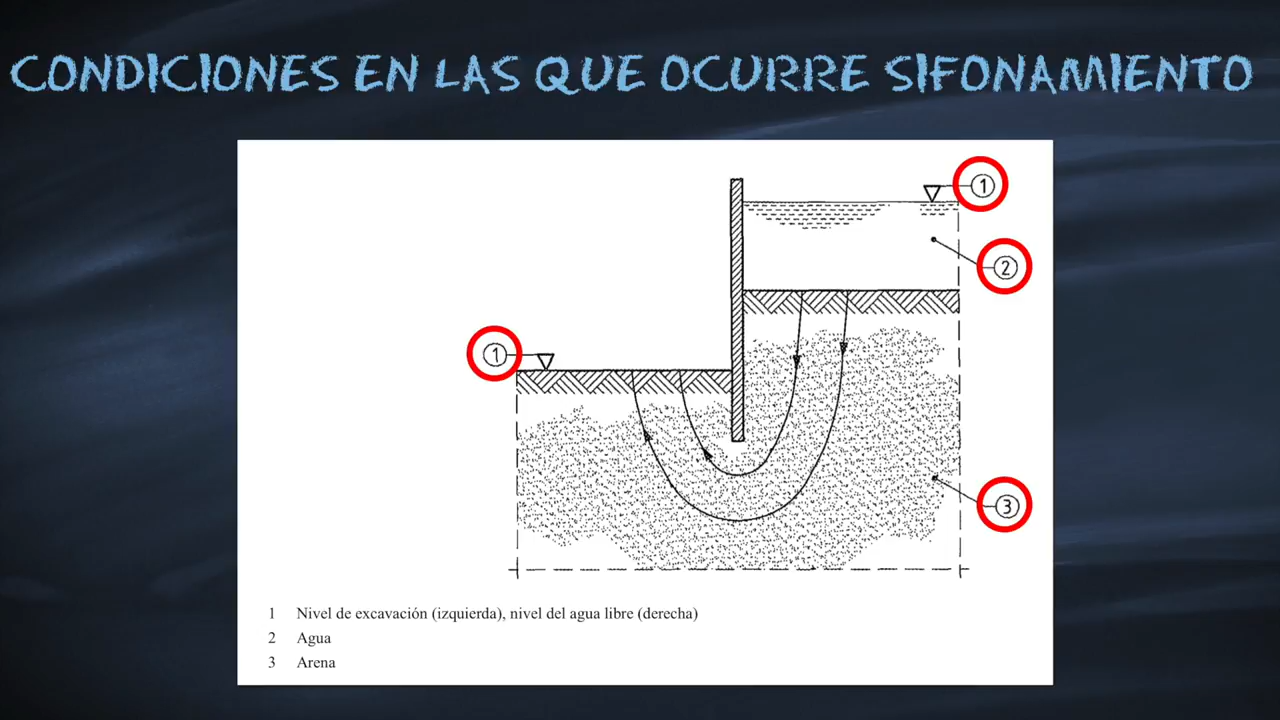 CONDICIONES EN LAS QUE OCURRE SIFONAMIENTO
1
2
1
3
1 Nivel de excavación (izquierda), nivel del agua libre (derecha)
2 Agua
3 Arena